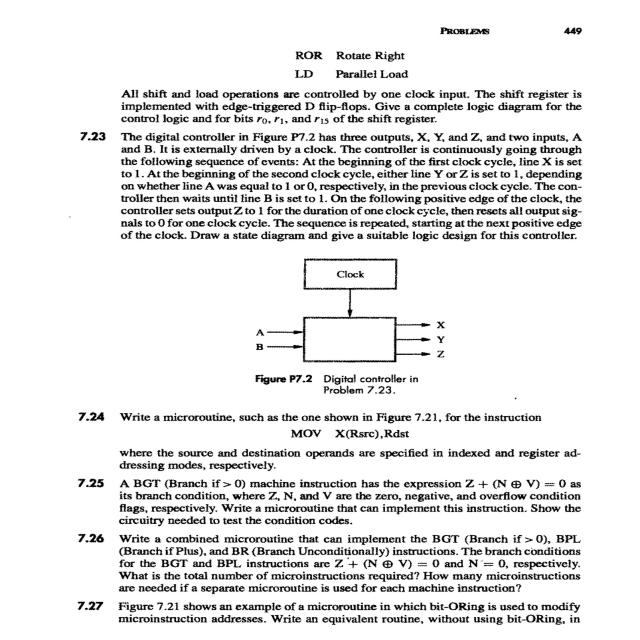 PROBLEMS 449
ROR Rotate Right
LD Parallel Load
All shift and load operations are controlled by one clock input. The shift register is
implemented with edge-triggered D flip-flops. Give a complete logic diagram for the
control logic and for bits r₀, r₁, and r₁₅ of the shift register.
7.23 The digital controller in Figure P7.2 has three outputs, X, Y, and Z, and two inputs, A
and B. It is externally driven by a clock. The controller is continuously going through
the following sequence of events: At the beginning of the first clock cycle, line X is set
to 1. At the beginning of the second clock cycle, either line Y or Z is set to 1, depending
on whether line A was equal to 1 or 0, respectively, in the previous clock cycle. The con-
troller then waits until line B is set to 1. On the following positive edge of the clock, the
controller sets output Z to 1 for the duration of one clock cycle, then resets all output sig-
nals to 0 for one clock cycle. The sequence is repeated, starting at the next positive edge
of the clock. Draw a state diagram and give a suitable logic design for this controller.
Clock
A
B
X
Y
Z
Figure P7.2 Digital controller in
Problem 7.23.
7.24 Write a microroutine, such as the one shown in Figure 7.21, for the instruction
MOV X(Rsrc),Rdst
where the source and destination operands are specified in indexed and register ad-
dressing modes, respectively.
7.25 A BGT (Branch if > 0) machine instruction has the expression Z + (N ⊕ V) = 0 as
its branch condition, where Z, N, and V are the zero, negative, and overflow condition
flags, respectively. Write a microroutine that can implement this instruction. Show the
circuitry needed to test the condition codes.
7.26 Write a combined microroutine that can implement the BGT (Branch if > 0), BPL
(Branch if Plus), and BR (Branch Unconditionally) instructions. The branch conditions
for the BGT and BPL instructions are Z + (N ⊕ V) = 0 and N = 0, respectively.
What is the total number of microinstructions required? How many microinstructions
are needed if a separate microroutine is used for each machine instruction?
7.27 Figure 7.21 shows an example of a microroutine in which bit-ORing is used to modify
microinstruction addresses. Write an equivalent routine, without using bit-ORing, in